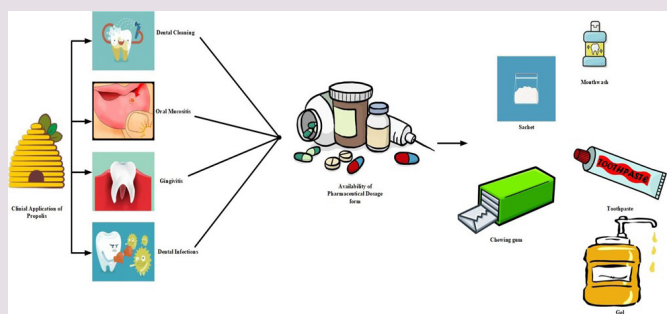 Dental Cleaning
Oral Mucositis
Clinial Application of
Propolis
Gingivitis
Dental Infections
Availability of
Pharmaceutical Dosage
form
Mouthwash
Sachet
TOOTHPASTE
Toothpaste
Chewing gum
Gel